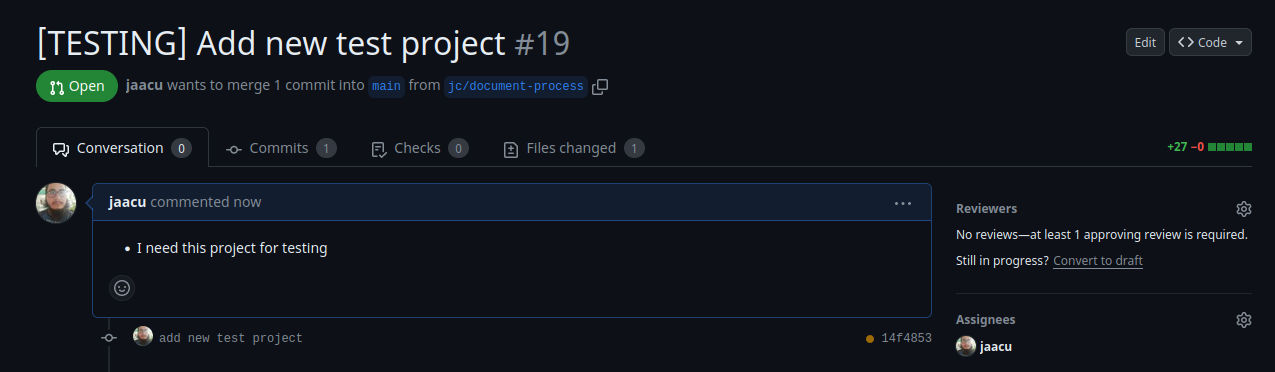 [TESTING] Add new test project #19
Edit
Code
Open
jaacu wants to merge 1 commit into main from jc/document-process
Conversation 0
Commits 1
Checks 0
Files changed 1
+27 −0
jaacu commented now
• I need this project for testing
add new test project
14f4853
Reviewers
No reviews—at least 1 approving review is required.
Still in progress? Convert to draft
Assignees
jaacu